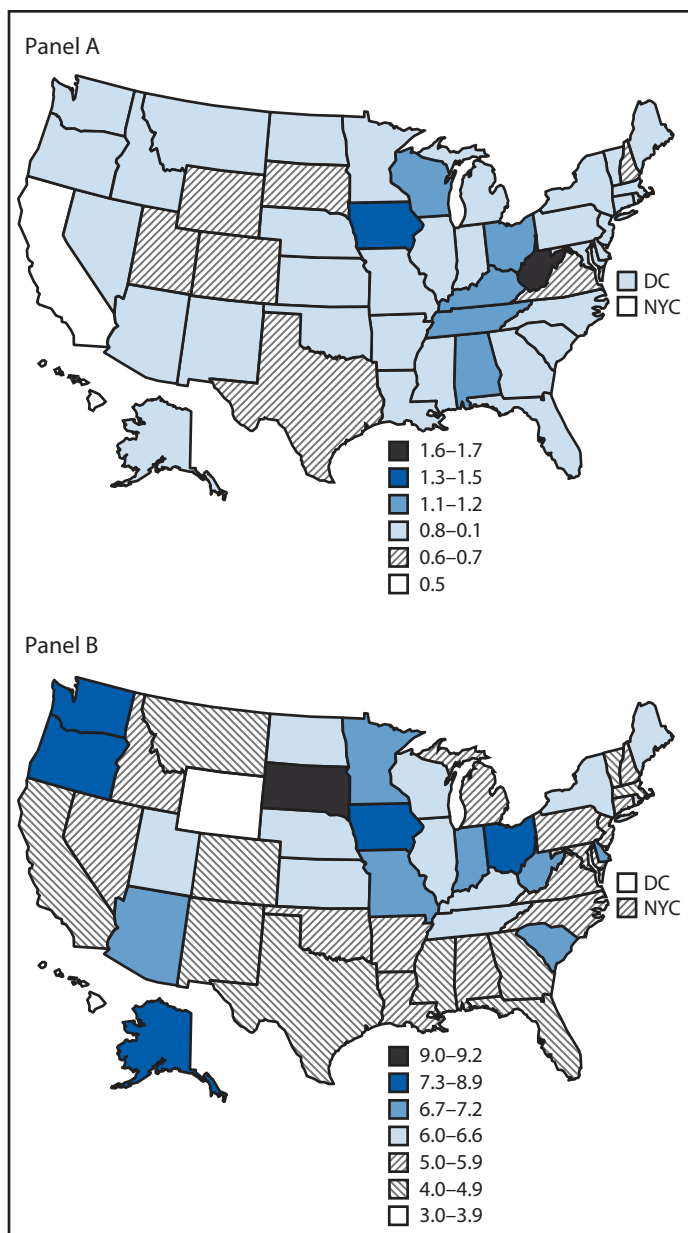 Panel A
DC
NYC
1.6–1.7
1.3–1.5
1.1–1.2
0.8–0.1
0.6–0.7
0.5
Panel B
DC
NYC
9.0–9.2
7.3–8.9
6.7–7.2
6.0–6.6
5.0–5.9
4.0–4.9
3.0–3.9